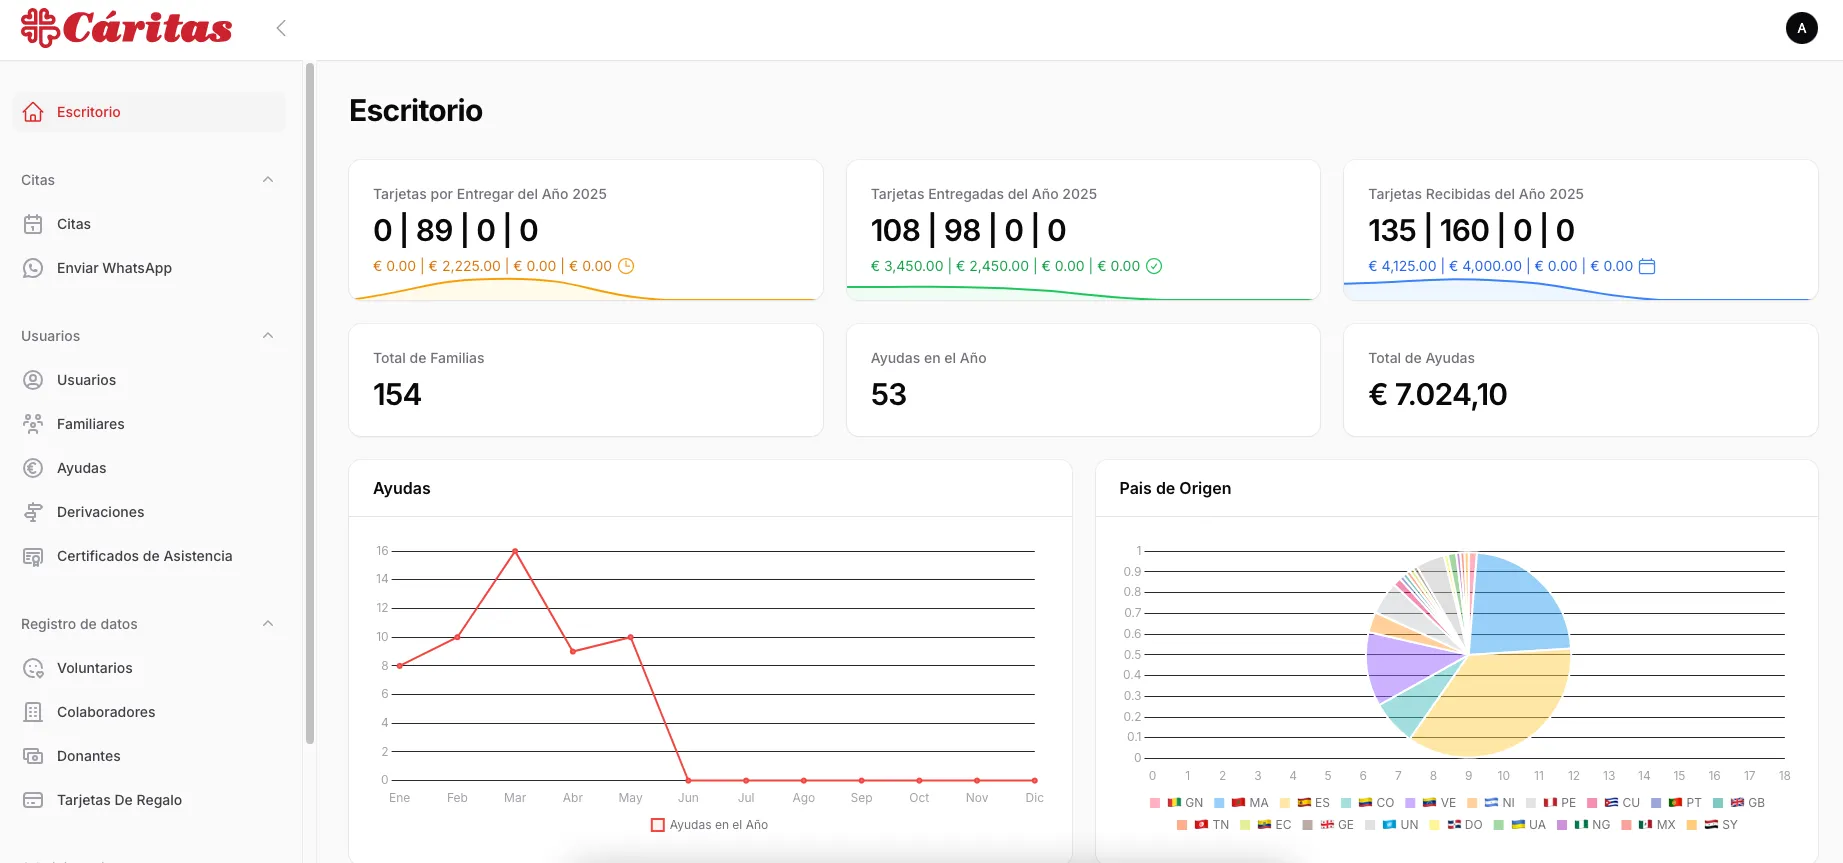 Cáritas
A
Escritorio
Citas
Citas
Enviar WhatsApp
Usuarios
Usuarios
Familiares
Ayudas
Derivaciones
Certificados de Asistencia
Registro de datos
Voluntarios
Colaboradores
Donantes
Tarjetas De Regalo
Escritorio
Tarjetas por Entregar del Año 2025
0 | 89 | 0 | 0
€ 0.00 | € 2,225.00 | € 0.00 | € 0.00
Tarjetas Entregadas del Año 2025
108 | 98 | 0 | 0
€ 3,450.00 | € 2,450.00 | € 0.00 | € 0.00
Tarjetas Recibidas del Año 2025
135 | 160 | 0 | 0
€ 4,125.00 | € 4,000.00 | € 0.00 | € 0.00
Total de Familias
154
Ayudas en el Año
53
Total de Ayudas
€ 7.024,10
Ayudas
16
14
12
10
8
6
4
2
0
Ene Feb Mar Abr May Jun Jul Ago Sep Oct Nov Dic
Ayudas en el Año
Pais de Origen
1
0.9
0.8
0.7
0.6
0.5
0.4
0.3
0.2
0.1
0
0 1 2 3 4 5 6 7 8 9 10 11 12 13 14 15 16 17 18
GN MA ES CO VE NI PE CU PT GB
TN EC GE UN DO UA NG MX SY